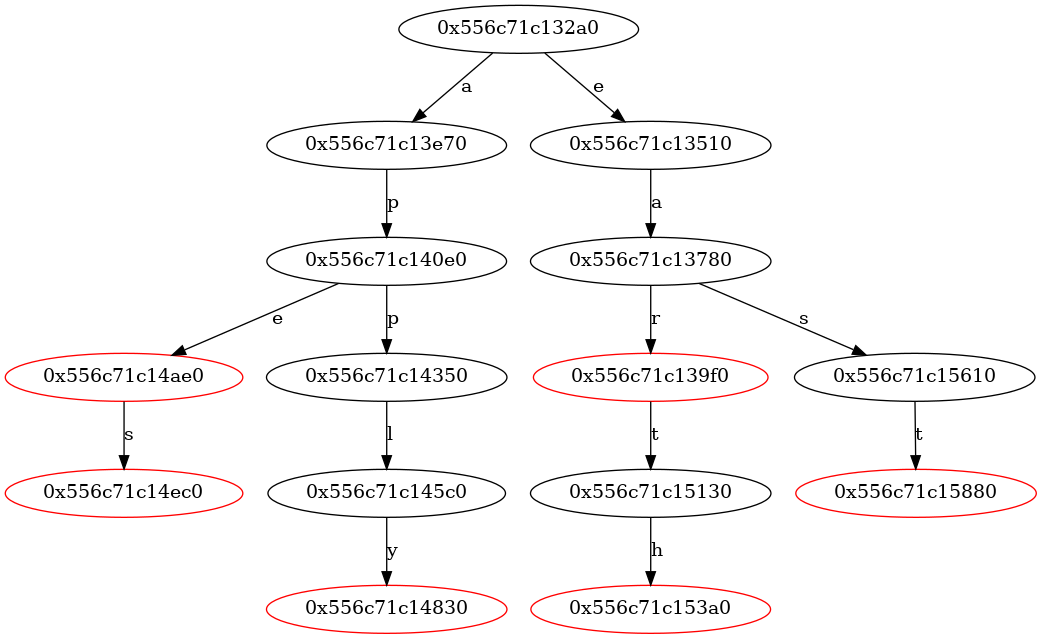 0x556c71c132a0
a e
0x556c71c13e70 0x556c71c13510
p a
0x556c71c140e0 0x556c71c13780
e p r s
0x556c71c14ae0 0x556c71c14350 0x556c71c139f0 0x556c71c15610
s l t t
0x556c71c14ec0 0x556c71c145c0 0x556c71c15130 0x556c71c15880
y h
0x556c71c14830 0x556c71c153a0